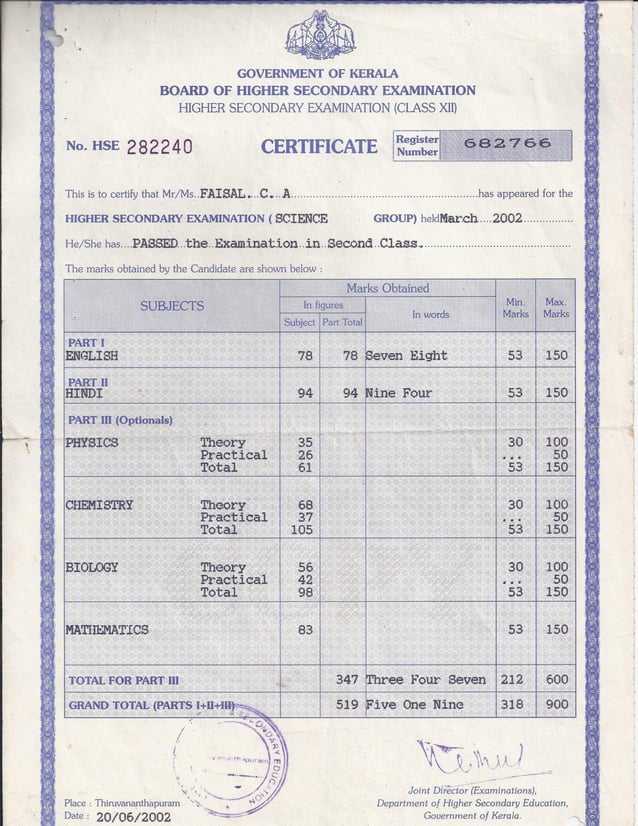 GOVERNMENT OF KERALA
BOARD OF HIGHER SECONDARY EXAMINATION
HIGHER SECONDARY EXAMINATION (CLASS XII)
No. HSE 282240 CERTIFICATE Register Number 682766
This is to certify that Mr/Ms..FAISAL. C. A has appeared for the
HIGHER SECONDARY EXAMINATION ( SCIENCE GROUP) held March 2002
He/She has PASSED the Examination in Second Class.
The marks obtained by the Candidate are shown below :
SUBJECTS Marks Obtained Min. Marks Max. Marks
In figures In words
Subject Part Total
PART I
ENGLISH 78 78 Seven Eight 53 150
PART II
HINDI 94 94 Nine Four 53 150
PART III (Optionals)
PHYSICS Theory 35 30 100
Practical 26 ... 50
Total 61 53 150
CHEMISTRY Theory 68 30 100
Practical 37 ... 50
Total 105 53 150
BIOLOGY Theory 56 30 100
Practical 42 ... 50
Total 98 53 150
MATHEMATICS 83 53 150
TOTAL FOR PART III 347 Three Four Seven 212 600
GRAND TOTAL (PARTS I+II+III) 519 Five One Nine 318 900
SECONDARY EDUCATION
Joint Director (Examinations),
Place : Thiruvananthapuram Department of Higher Secondary Education,
Date : 20/06/2002 Government of Kerala.